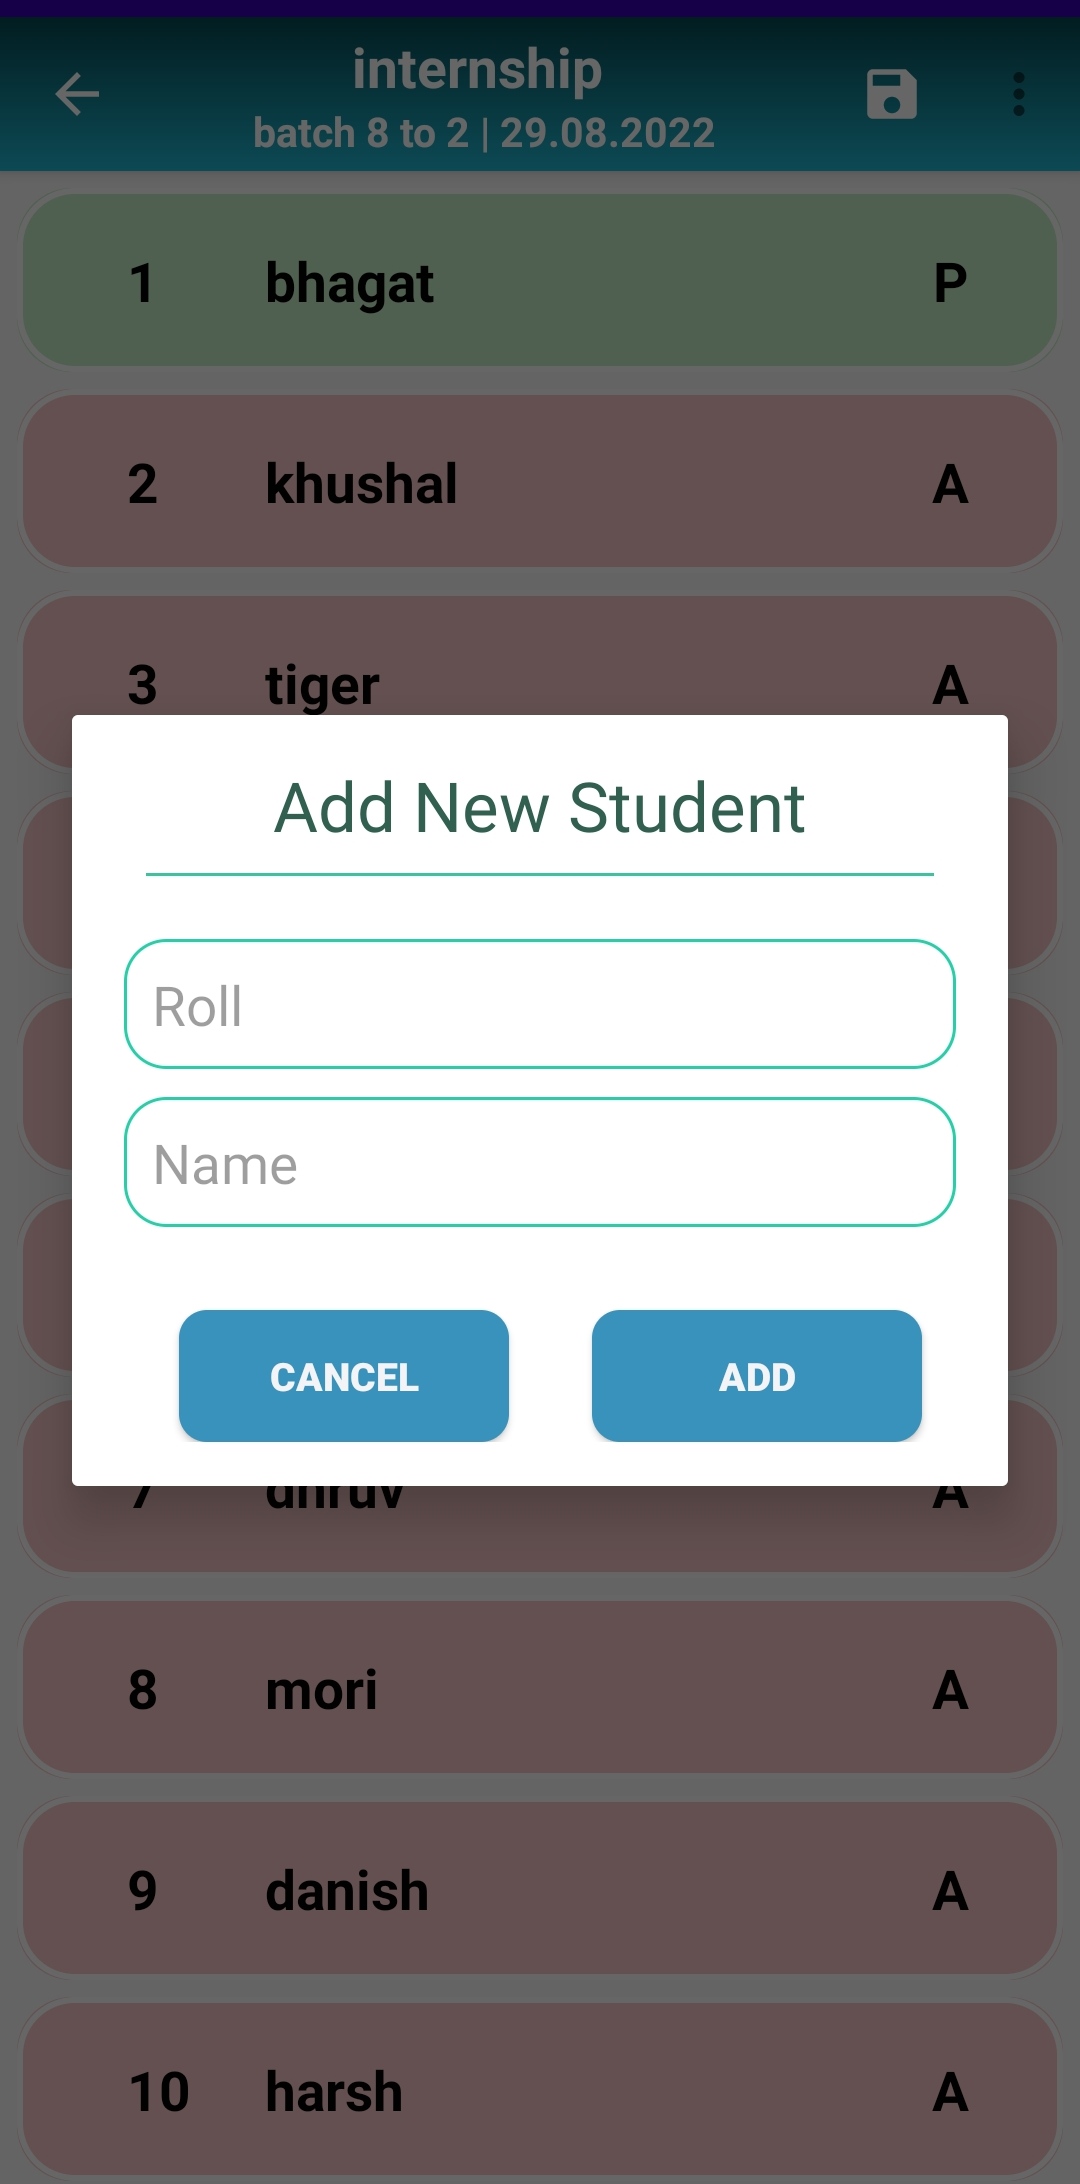 internship
batch 8 to 2 | 29.08.2022
1 bhagat P
2 khushal A
3 tiger A
Add New Student
Roll
Name
CANCEL ADD
7 dhruv A
8 mori A
9 danish A
10 harsh A